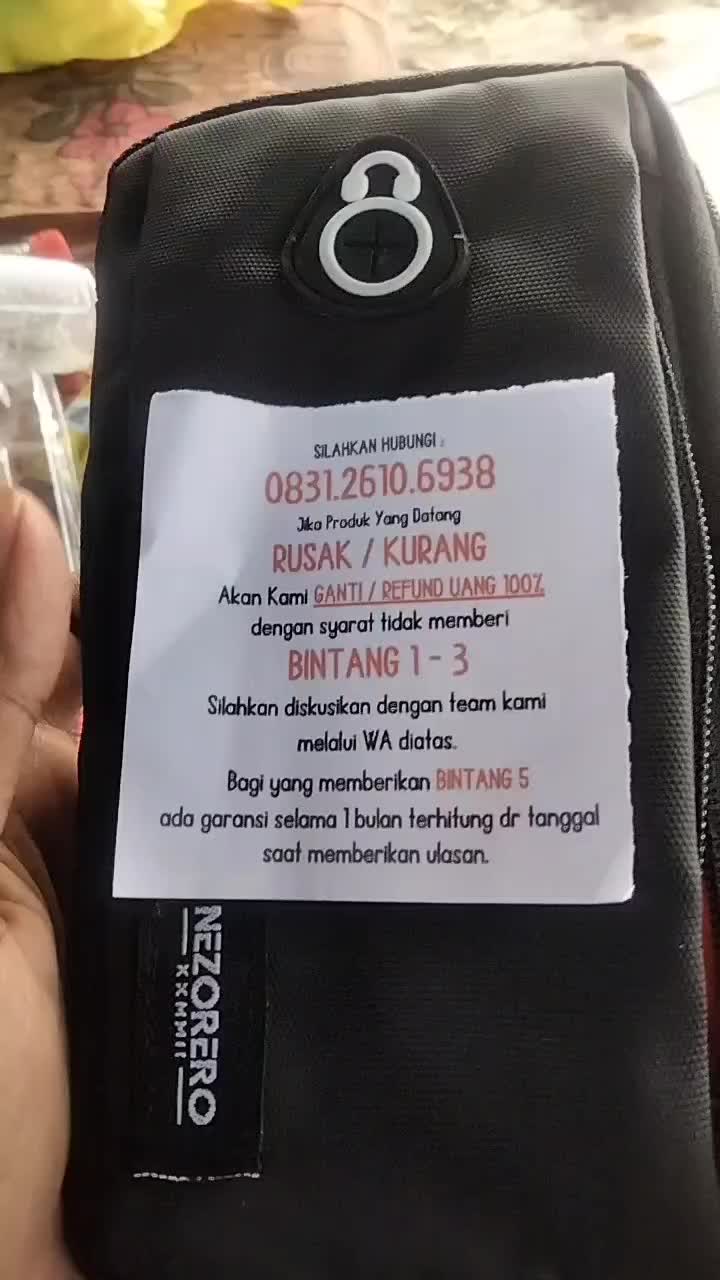 SILAHKAN HUBUNGI :
0831.2610.6938
Jika Produk Yang Datang
RUSAK / KURANG
Akan Kami GANTI / REFUND UANG 100%
dengan syarat tidak memberi
BINTANG 1 - 3
Silahkan diskusikan dengan team kami
melalui WA diatas.
Bagi yang memberikan BINTANG 5
ada garansi selama 1 bulan terhitung dr tanggal
saat memberikan ulasan.
NEZORERO
XXMMII